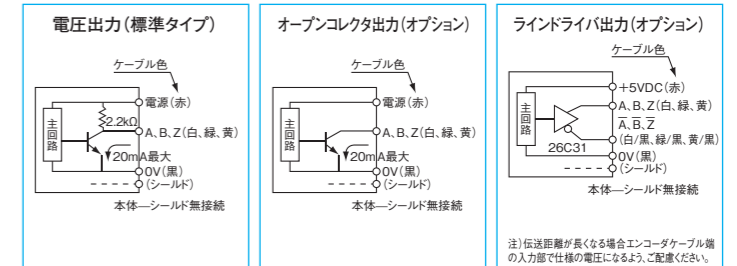 電圧出力(標準タイプ)
ケーブル色
主回路
2.2kΩ
電源(赤)
A、B、Z(白、緑、黄)
20mA最大
0V(黒)
(シールド)
本体—シールド無接続
オープンコレクタ出力(オプション)
ケーブル色
主回路
電源(赤)
A、B、Z(白、緑、黄)
20mA最大
0V(黒)
(シールド)
本体—シールド無接続
ラインドライバ出力(オプション)
ケーブル色
主回路
+5VDC(赤)
A、B、Z(白、緑、黄)
A̅、B̅、Z̅
(白/黒、緑/黒、黄/黒)
26C31
0V(黒)
(シールド)
本体—シールド無接続
注)伝送距離が長くなる場合エンコーダケーブル端
の入力部で仕様の電圧になるよう、ご配慮ください。